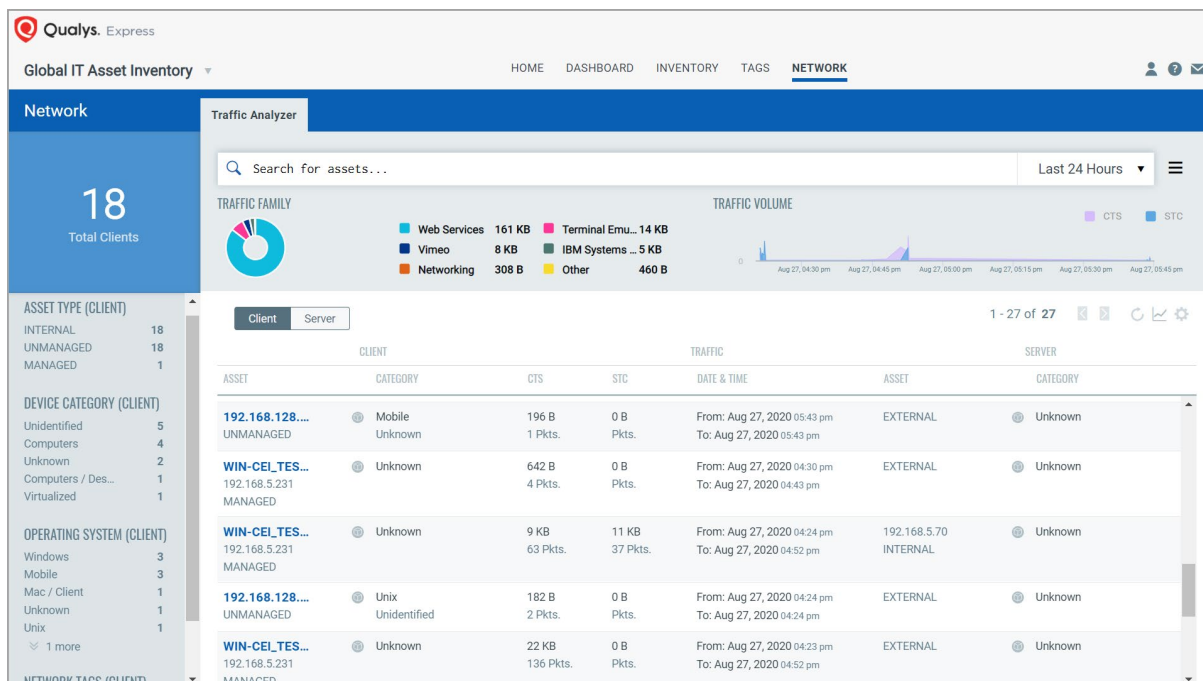 Qualys. Express
Global IT Asset Inventory
HOME DASHBOARD INVENTORY TAGS NETWORK
Network
Traffic Analyzer
18
Total Clients
Search for assets...
Last 24 Hours
TRAFFIC FAMILY
Web Services 161 KB
Terminal Emu... 14 KB
Vimeo 8 KB
IBM Systems ... 5 KB
Networking 308 B
Other 460 B
TRAFFIC VOLUME
CTS STC
0
Aug 27, 04:30 pm Aug 27, 04:45 pm Aug 27, 05:00 pm Aug 27, 05:15 pm Aug 27, 05:30 pm Aug 27, 05:45 pm
ASSET TYPE (CLIENT)
INTERNAL 18
UNMANAGED 18
MANAGED 1
DEVICE CATEGORY (CLIENT)
Unidentified 5
Computers 4
Unknown 2
Computers / Des... 1
Virtualized 1
OPERATING SYSTEM (CLIENT)
Windows 3
Mobile 3
Mac / Client 1
Unknown 1
Unix 1
1 more
NETWORK TAGS (CLIENT)
Client Server
1 - 27 of 27
CLIENT TRAFFIC SERVER
ASSET CATEGORY CTS STC DATE & TIME ASSET CATEGORY
192.168.128.... Mobile 196 B 0 B From: Aug 27, 2020 05:43 pm EXTERNAL Unknown
UNMANAGED Unknown 1 Pkts. Pkts. To: Aug 27, 2020 05:43 pm
WIN-CEI_TES... Unknown 642 B 0 B From: Aug 27, 2020 04:30 pm EXTERNAL Unknown
192.168.5.231 4 Pkts. Pkts. To: Aug 27, 2020 04:43 pm
MANAGED
WIN-CEI_TES... Unknown 9 KB 11 KB From: Aug 27, 2020 04:24 pm 192.168.5.70 Unknown
192.168.5.231 63 Pkts. 37 Pkts. To: Aug 27, 2020 04:52 pm INTERNAL
MANAGED
192.168.128.... Unix 182 B 0 B From: Aug 27, 2020 04:24 pm EXTERNAL Unknown
UNMANAGED Unidentified 2 Pkts. Pkts. To: Aug 27, 2020 04:24 pm
WIN-CEI_TES... Unknown 22 KB 0 B From: Aug 27, 2020 04:23 pm EXTERNAL Unknown
192.168.5.231 136 Pkts. Pkts. To: Aug 27, 2020 04:52 pm
MANAGED